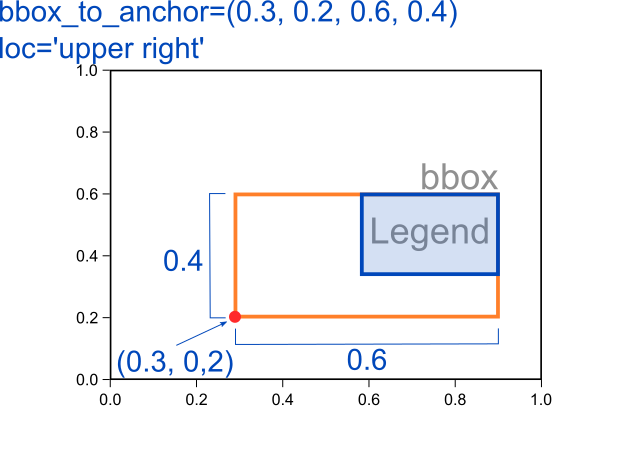 bbox_to_anchor=(0.3, 0.2, 0.6, 0.4)
loc='upper right'
1.0
0.8
bbox
0.6
Legend
0.4
0.4
0.2
(0.3, 0,2)
0.6
0.0
0.0 0.2 0.4 0.6 0.8 1.0